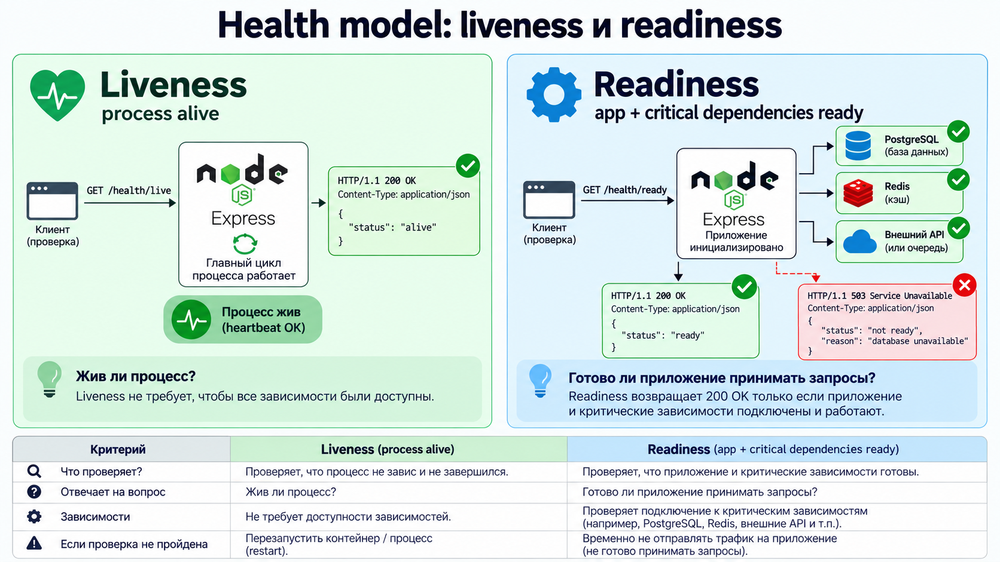 Health model: liveness и readiness
Liveness
process alive
Клиент
(проверка)
GET /health/live
node
JS
Express
Главный цикл
процесса работает
HTTP/1.1 200 OK
Content-Type: application/json
{
"status": "alive"
}
Процесс жив
(heartbeat OK)
Жив ли процесс?
Liveness не требует, чтобы все зависимости были доступны.
Readiness
app + critical dependencies ready
Клиент
(проверка)
GET /health/ready
node
JS
Express
Приложение
инициализировано
PostgreSQL
(база данных)
Redis
(кэш)
Внешний API
(или очередь)
HTTP/1.1 200 OK
Content-Type: application/json
{
"status": "ready"
}
HTTP/1.1 503 Service Unavailable
Content-Type: application/json
{
"status": "not ready",
"reason": "database unavailable"
}
Готово ли приложение принимать запросы?
Readiness возвращает 200 OK только если приложение
и критические зависимости подключены и работают.
Критерий
Liveness (process alive)
Readiness (app + critical dependencies ready)
Что проверяет?
Проверяет, что процесс не завис и не завершился.
Проверяет, что приложение и критические зависимости готовы.
Отвечает на вопрос
Жив ли процесс?
Готово ли приложение принимать запросы?
Зависимости
Не требует доступности зависимостей.
Проверяет подключение к критическим зависимостям
(например, PostgreSQL, Redis, внешние API и т.п.).
Если проверка не пройдена
Перезапустить контейнер / процесс
(restart).
Временно не отправлять трафик на приложение
(не готово принимать запросы).